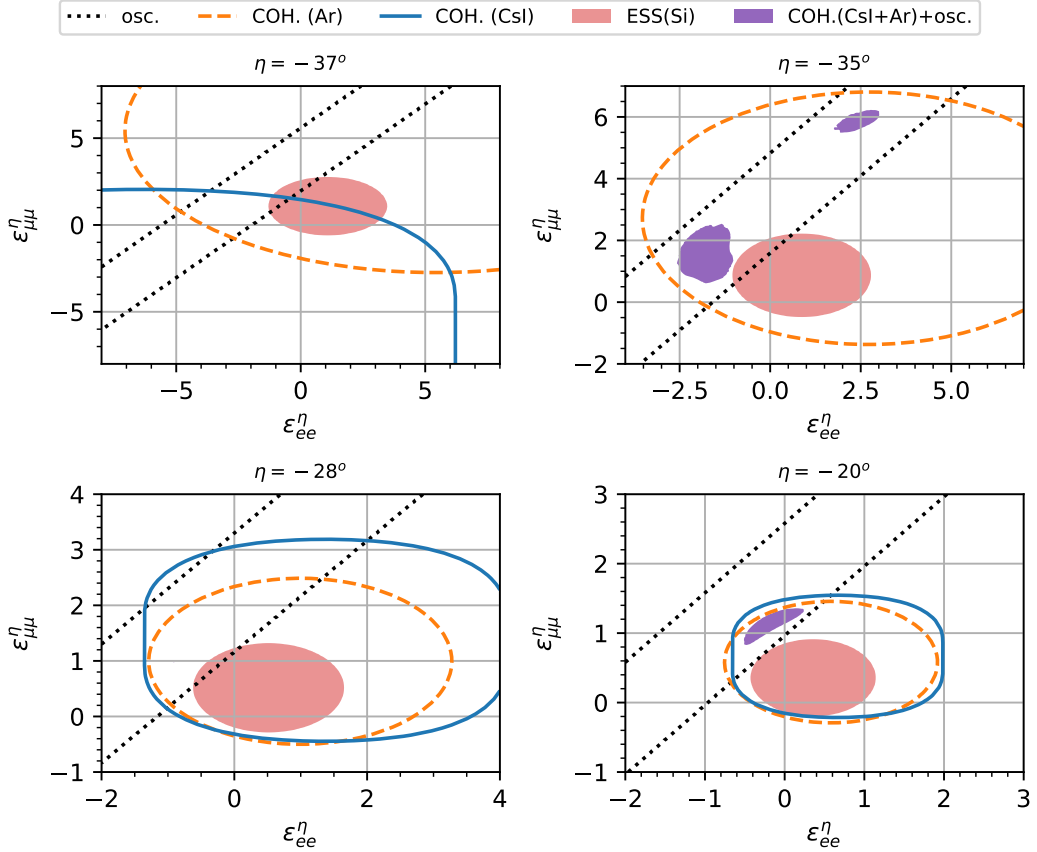 osc. COH. (Ar) COH. (CsI) ESS(Si) COH.(CsI+Ar)+osc.
η = −37°
5
0
−5
ε^η_μμ
−5 0 5
ε^η_ee
η = −35°
6
4
2
0
−2
ε^η_μμ
−2.5 0.0 2.5 5.0
ε^η_ee
η = −28°
4
3
2
1
0
−1
ε^η_μμ
−2 0 2 4
ε^η_ee
η = −20°
3
2
1
0
−1
ε^η_μμ
−2 −1 0 1 2 3
ε^η_ee